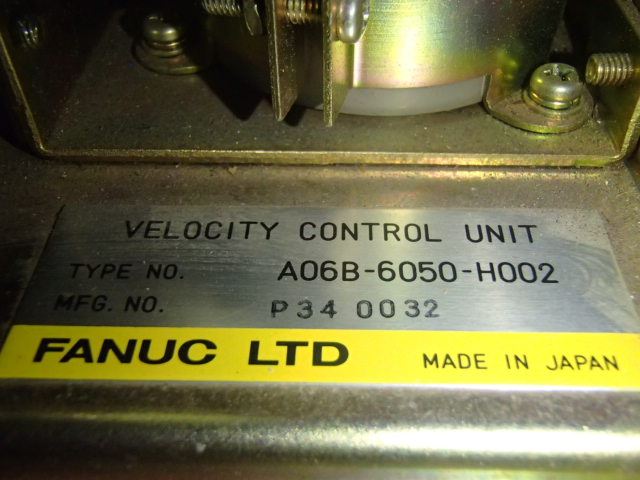 VELOCITY CONTROL UNIT
TYPE NO. A06B-6050-H002
MFG. NO. P34 0032
FANUC LTD MADE IN JAPAN